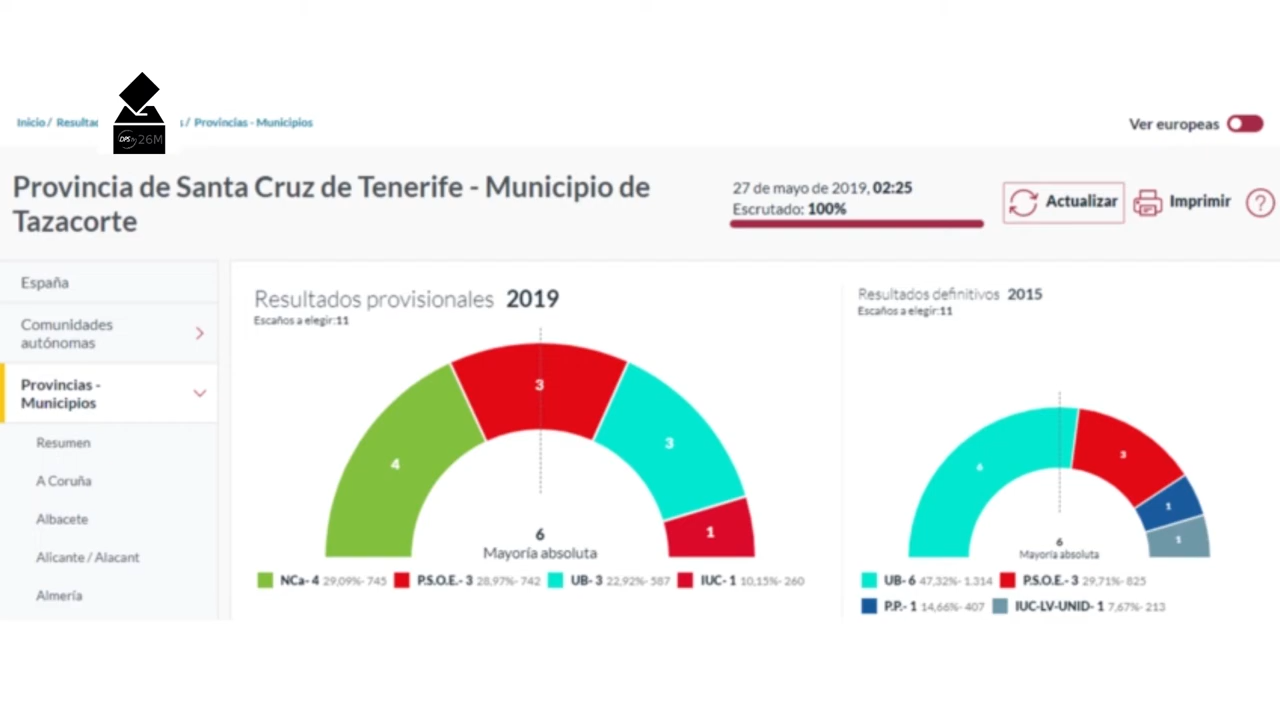 Inicio / Resultad s / Provincias - Municipios
Ver europeas
DPS 26M
Provincia de Santa Cruz de Tenerife - Municipio de
Tazacorte
27 de mayo de 2019, 02:25
Escrutado: 100%
Actualizar
Imprimir
?
España
Comunidades
autónomas
Provincias -
Municipios
Resumen
A Coruña
Albacete
Alicante / Alacant
Almería
Resultados provisionales 2019
Escaños a elegir:11
4
3
3
1
6
Mayoría absoluta
NCa- 4 29,09%- 745 P.S.O.E.- 3 28,97%- 742 UB- 3 22,92%- 587 IUC- 1 10,15%- 260
Resultados definitivos 2015
Escaños a elegir:11
6
3
1
1
6
Mayoría absoluta
UB- 6 47,32%- 1.314 P.S.O.E.- 3 29,71%- 825
P.P.- 1 14,66%- 407 IUC-LV-UNID- 1 7,67%- 213